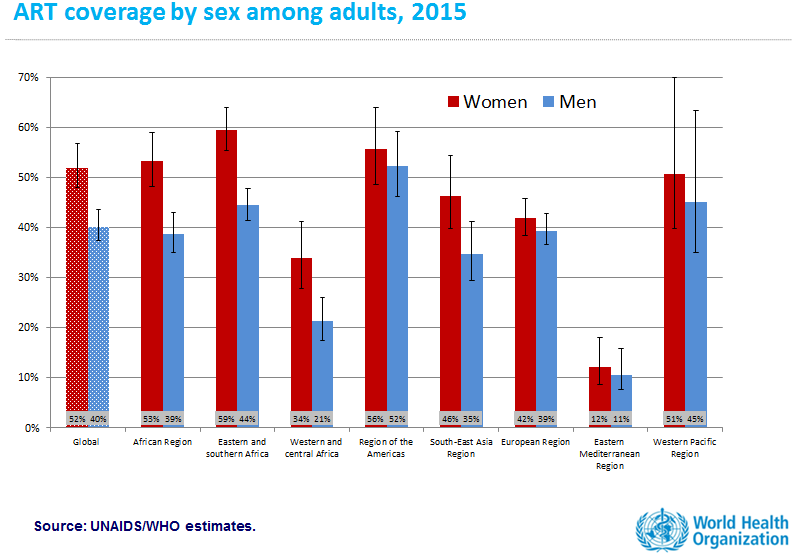 ART coverage by sex among adults, 2015
70%
60%
50%
40%
30%
20%
10%
0%
Women Men
52% 40% 53% 39% 59% 44% 34% 21% 56% 52% 46% 35% 42% 39% 12% 11% 51% 45%
Global
African Region
Eastern and
southern Africa
Western and
central Africa
Region of the
Americas
South-East Asia
Region
European Region
Eastern
Mediterranean
Region
Western Pacific
Region
Source: UNAIDS/WHO estimates.
World Health
Organization